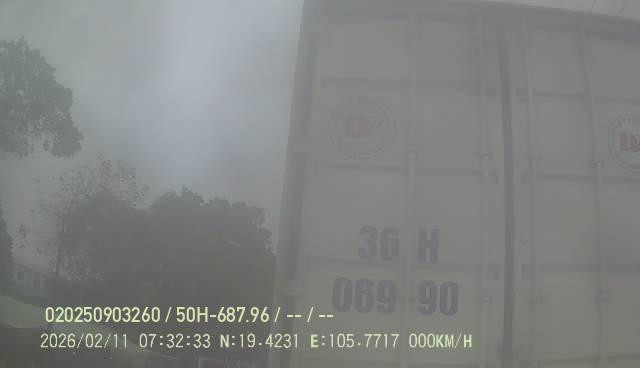 36 H
069 90
020250903260 / 50H-687.96 / -- / --
2026/02/11 07:32:33 N:19.4231 E:105.7717 000KM/H